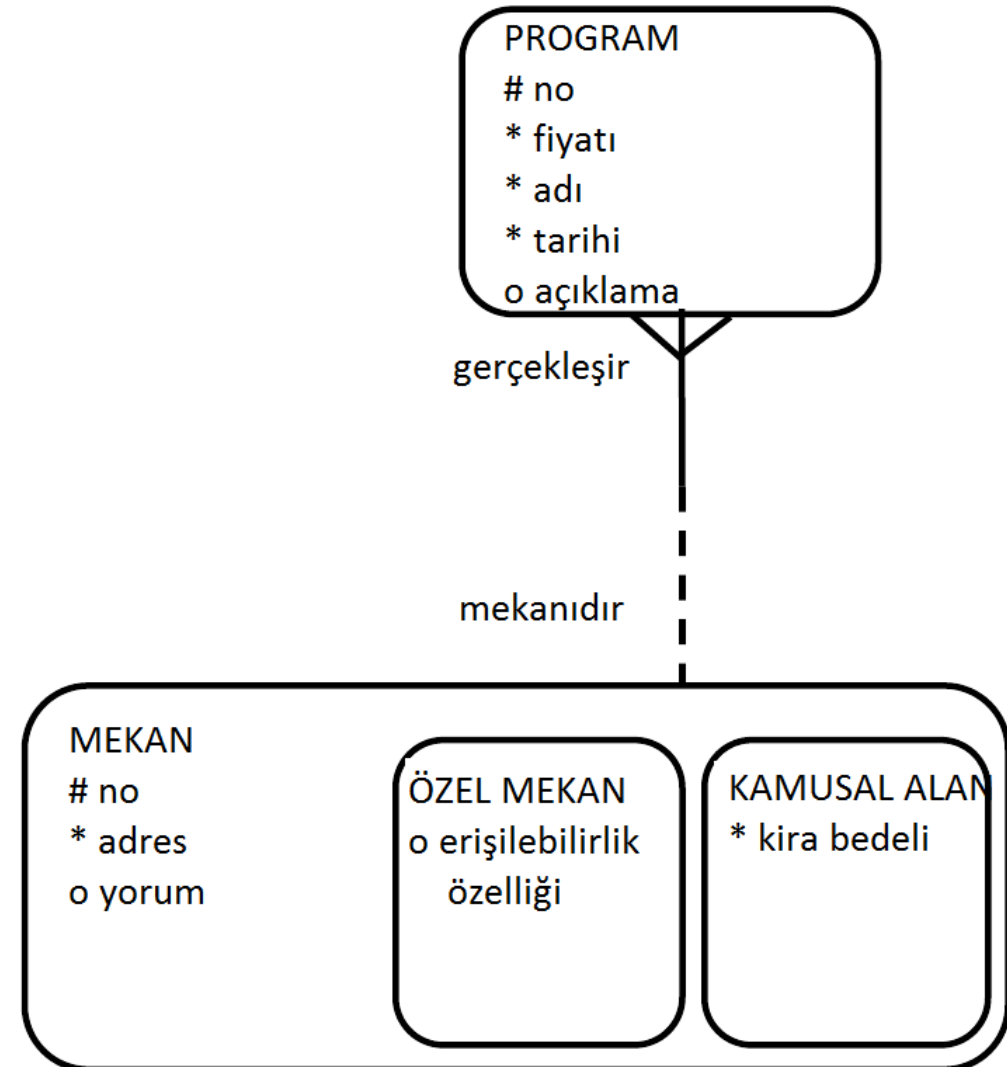 PROGRAM
# no
* fiyatı
* adı
* tarihi
o açıklama
gerçekleşir
mekanıdır
MEKAN
# no
* adres
o yorum
ÖZEL MEKAN
o erişilebilirlik
özelliği
KAMUSAL ALAN
* kira bedeli